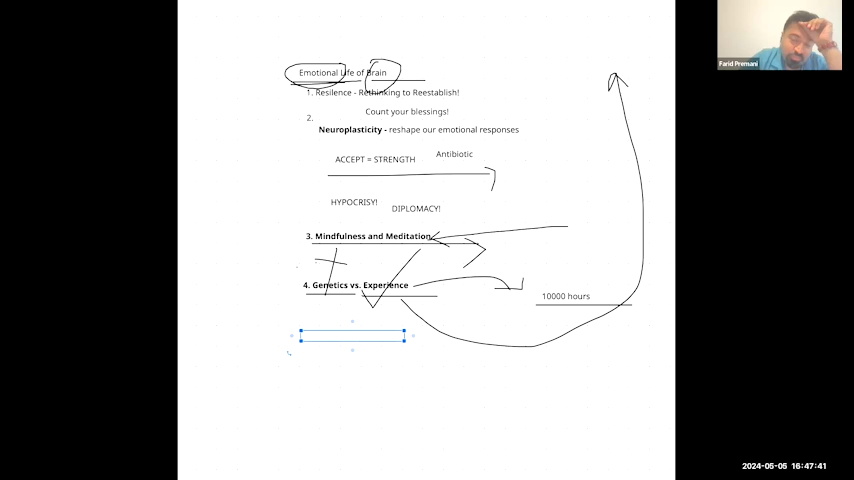 Emotional Life of Brain
1. Resilence - Rethinking to Reestablish!
Count your blessings!
2.
Neuroplasticity - reshape our emotional responses
ACCEPT = STRENGTH
Antibiotic
HYPOCRISY!
DIPLOMACY!
3. Mindfulness and Meditation
4. Genetics vs. Experience
10000 hours
Farid Premani
2024-05-05 16:47:41